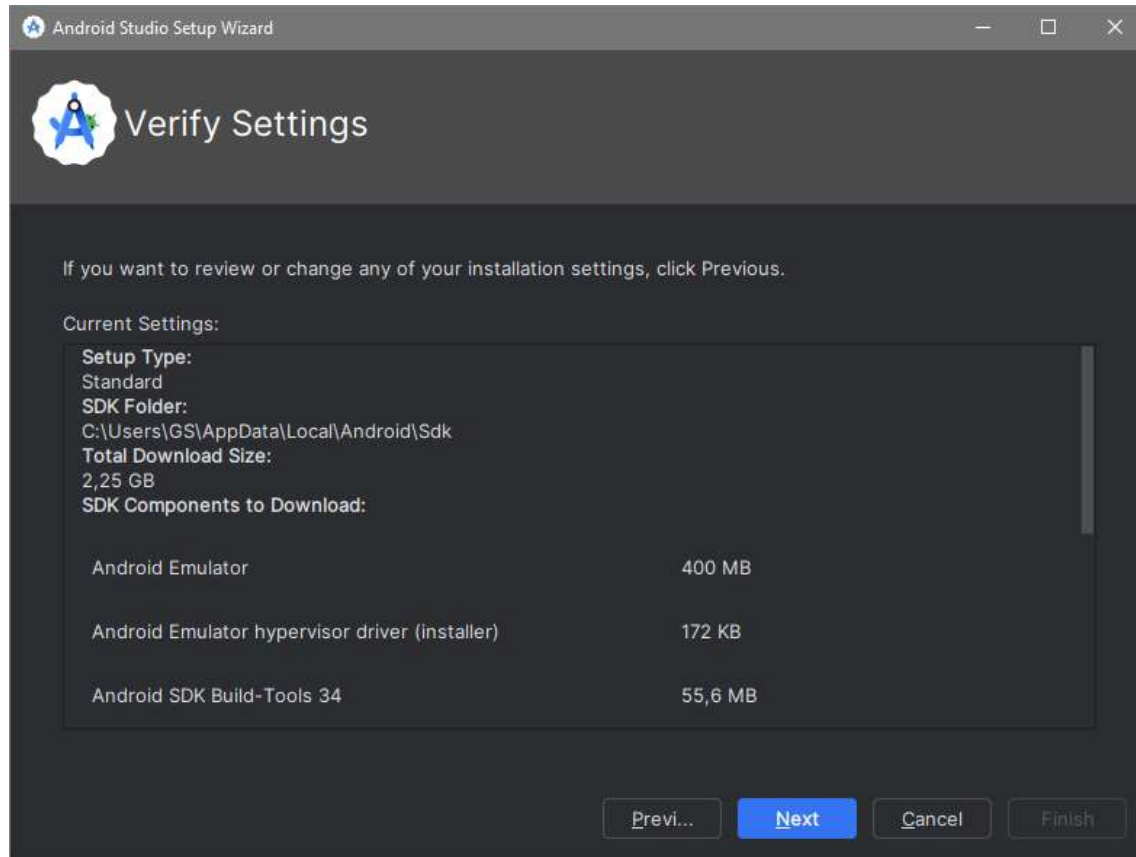 Android Studio Setup Wizard
Verify Settings
If you want to review or change any of your installation settings, click Previous.
Current Settings:
Setup Type:
Standard
SDK Folder:
C:\Users\GS\AppData\Local\Android\Sdk
Total Download Size:
2,25 GB
SDK Components to Download:
Android Emulator 400 MB
Android Emulator hypervisor driver (installer) 172 KB
Android SDK Build-Tools 34 55,6 MB
Previ... Next Cancel Finish